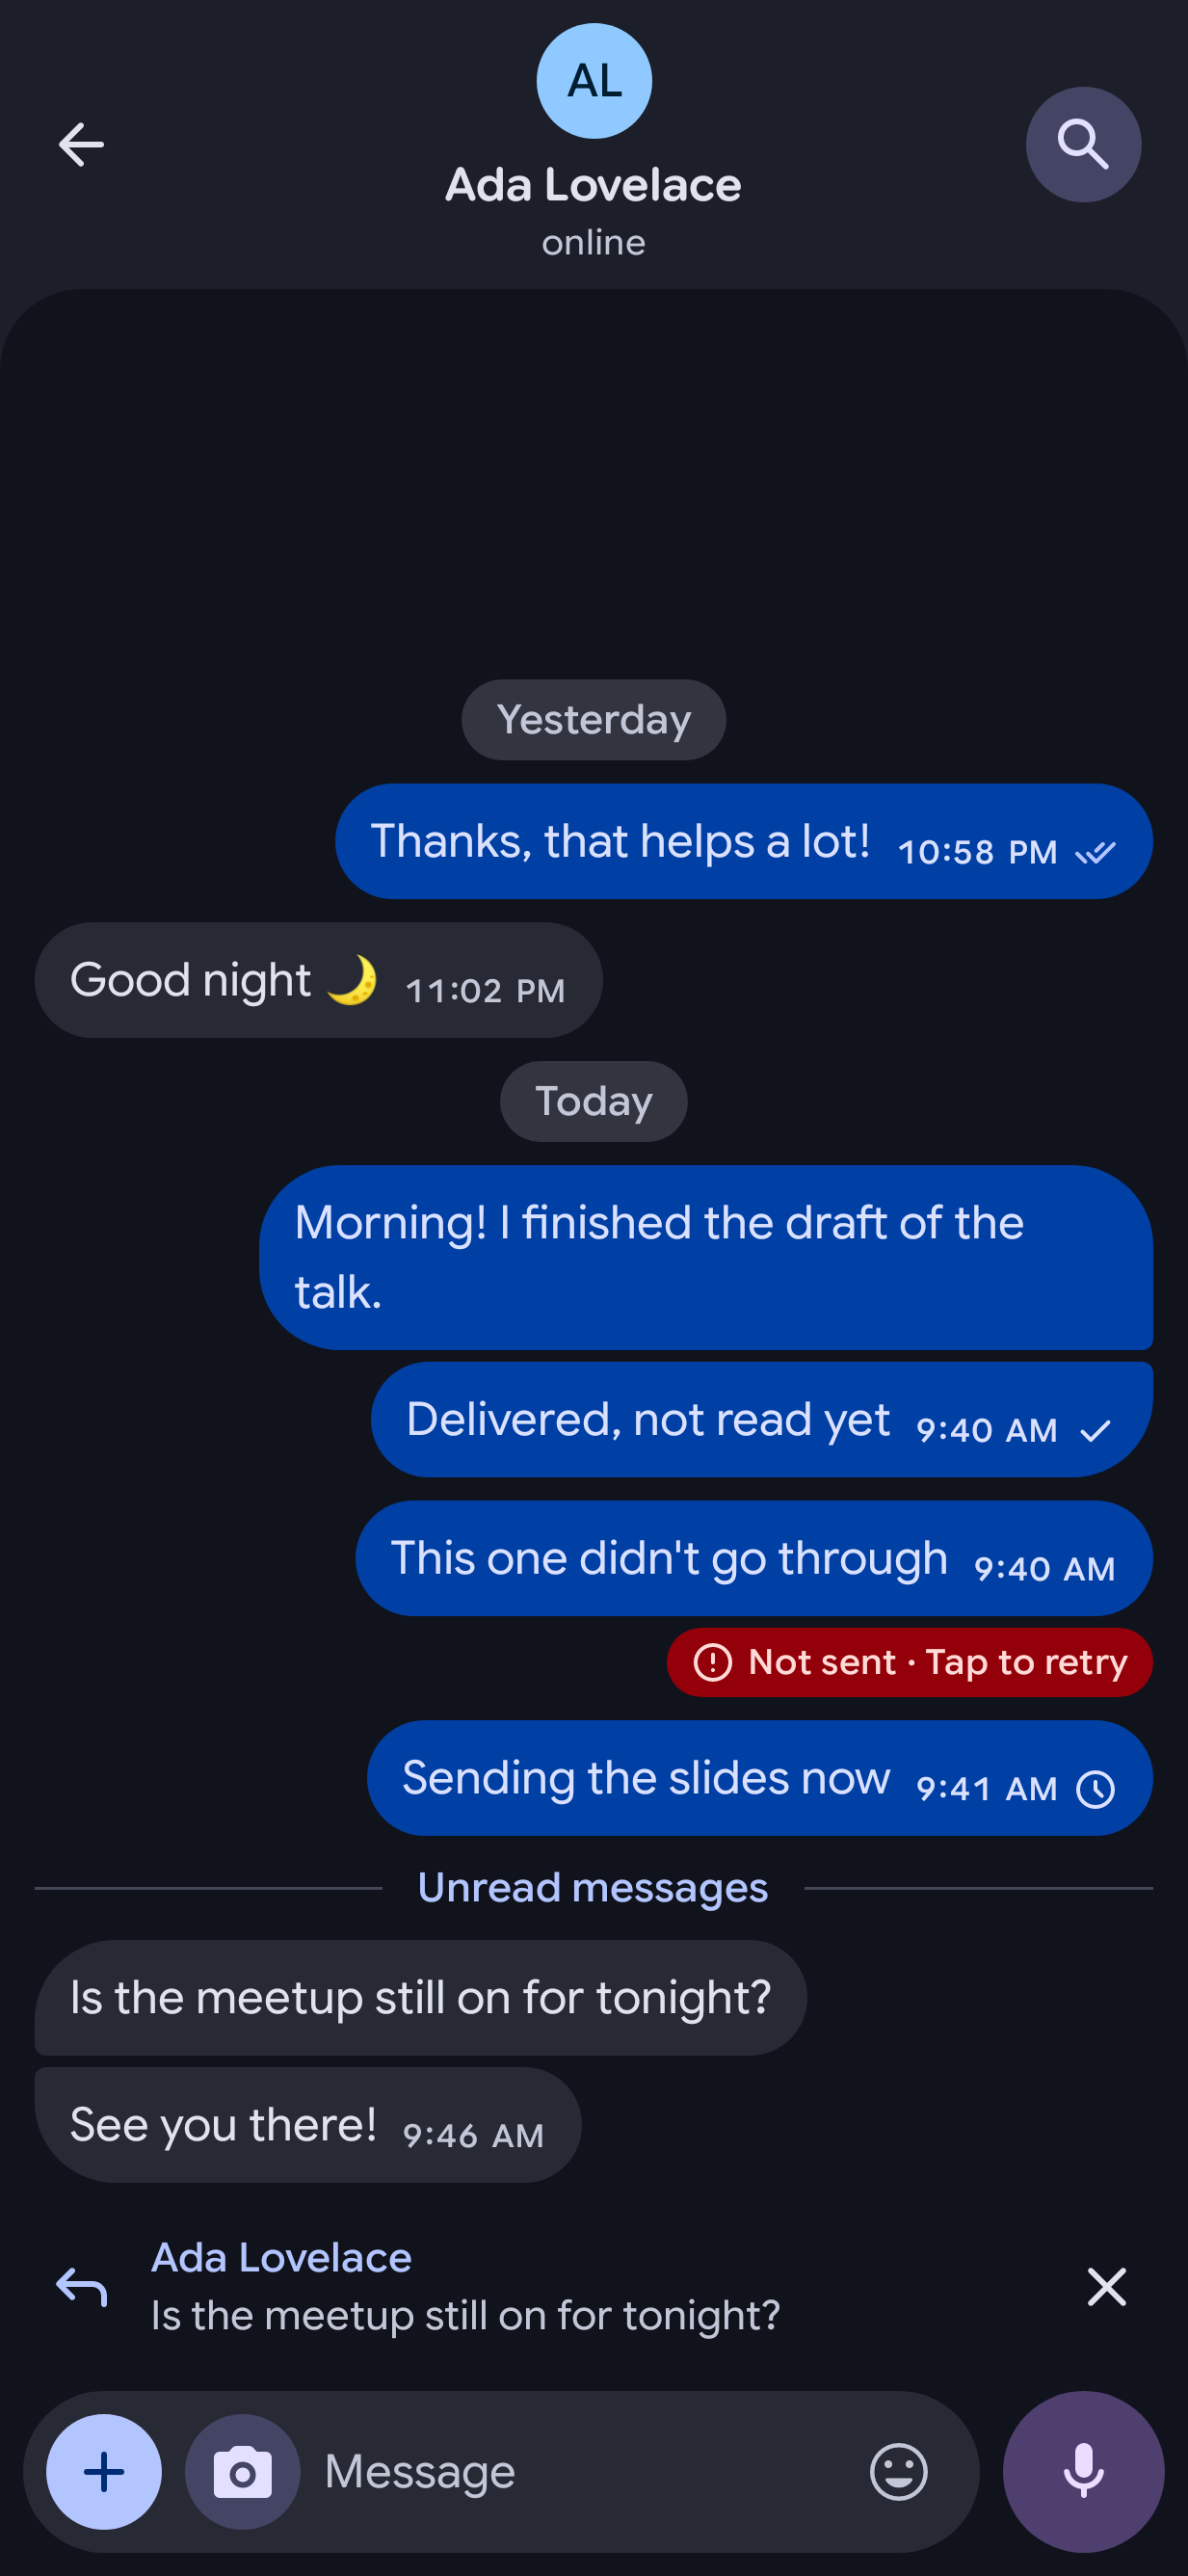 AL
Ada Lovelace
online
Yesterday
Thanks, that helps a lot! 10:58 PM
Good night 🌙 11:02 PM
Today
Morning! I finished the draft of the
talk.
Delivered, not read yet 9:40 AM
This one didn't go through 9:40 AM
Not sent · Tap to retry
Sending the slides now 9:41 AM
Unread messages
Is the meetup still on for tonight?
See you there! 9:46 AM
Ada Lovelace
Is the meetup still on for tonight?
Message